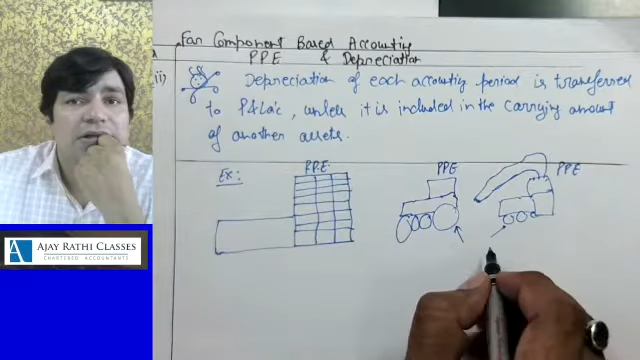 For Component Based Accounting
PPE & Depreciation
ii) Depreciation of each accounting period is transferred
to P&L a/c, unless it is included in the carrying amount
of another assets.
Ex:
PPE
PPE
PPE
AJAY RATHI CLASSES
CHARTERED ACCOUNTANTS